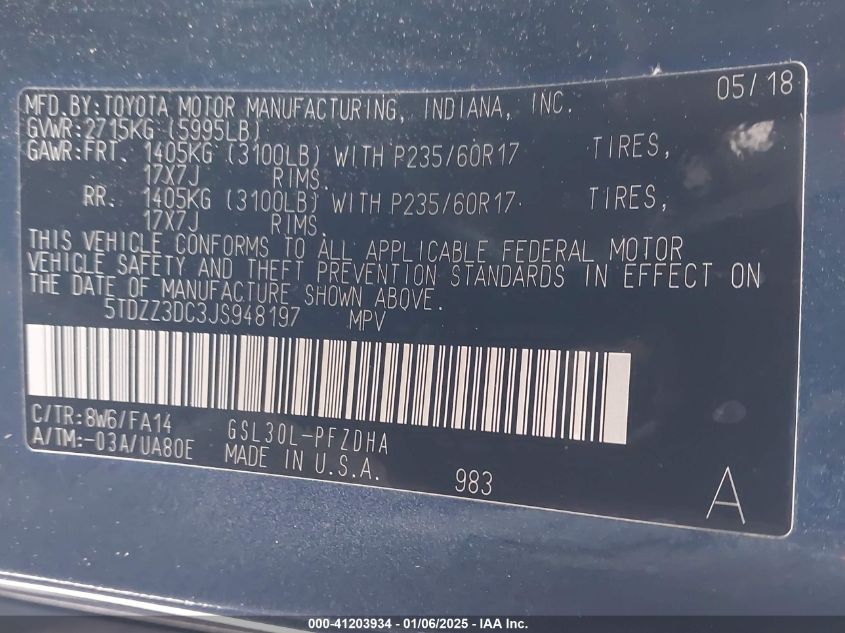 05/18
MFD.BY:TOYOTA MOTOR MANUFACTURING, INDIANA, INC.
GVWR:2715KG (5995LB)
GAWR:FRT. 1405KG (3100LB) WITH P235/60R17 TIRES,
17X7J RIMS.
RR. 1405KG (3100LB) WITH P235/60R17 TIRES,
17X7J RIMS.
THIS VEHICLE CONFORMS TO ALL APPLICABLE FEDERAL MOTOR
VEHICLE SAFETY AND THEFT PREVENTION STANDARDS IN EFFECT ON
THE DATE OF MANUFACTURE SHOWN ABOVE.
5TDZZ3DC3JS948197 MPV
C/TR:8W6/FA14 GSL30L-PFZDHA
A/TM:-03A/UA80E MADE IN U.S.A.
983 A
000-41203934 - 01/06/2025 - IAA Inc.